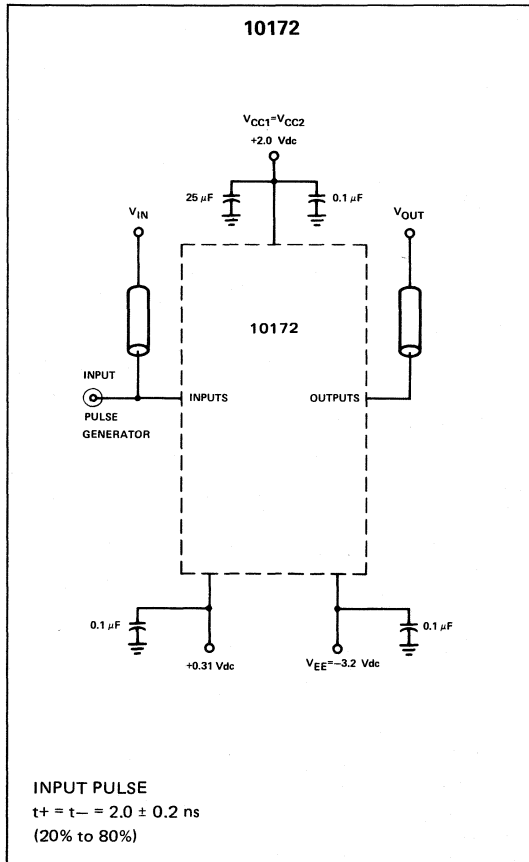 10172
VCC1=VCC2
+2.0 Vdc
25 µF
0.1 µF
VIN
VOUT
10172
INPUT
PULSE
GENERATOR
INPUTS
OUTPUTS
0.1 µF
+0.31 Vdc
VEE=−3.2 Vdc
0.1 µF
INPUT PULSE
t+ = t− = 2.0 ± 0.2 ns
(20% to 80%)